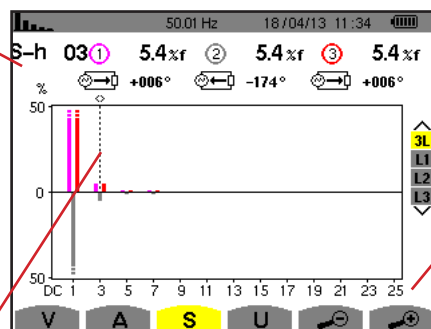 50.01 Hz 18/04/13 11:34
S-h 03 1 5.4%f 2 5.4%f 3 5.4%f
+006° -174° +006°
%
50
3L
L1
L2
L3
0
50
DC 1 3 5 7 9 11 13 15 17 19 21 23 25
V A S U